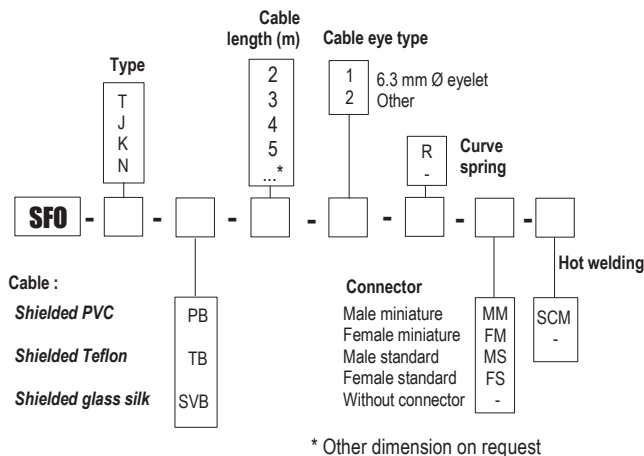 Cable
length (m)
Cable eye type
Type
T
J
K
N
2
3
4
5
...*
1 6.3 mm Ø eyelet
2 Other
R
-
Curve
spring
SFO - - - - - - -
Hot welding
Cable :
Shielded PVC PB
Shielded Teflon TB
Shielded glass silk SVB
Connector
Male miniature MM
Female miniature FM
Male standard MS
Female standard FS
Without connector -
SCM
-
* Other dimension on request